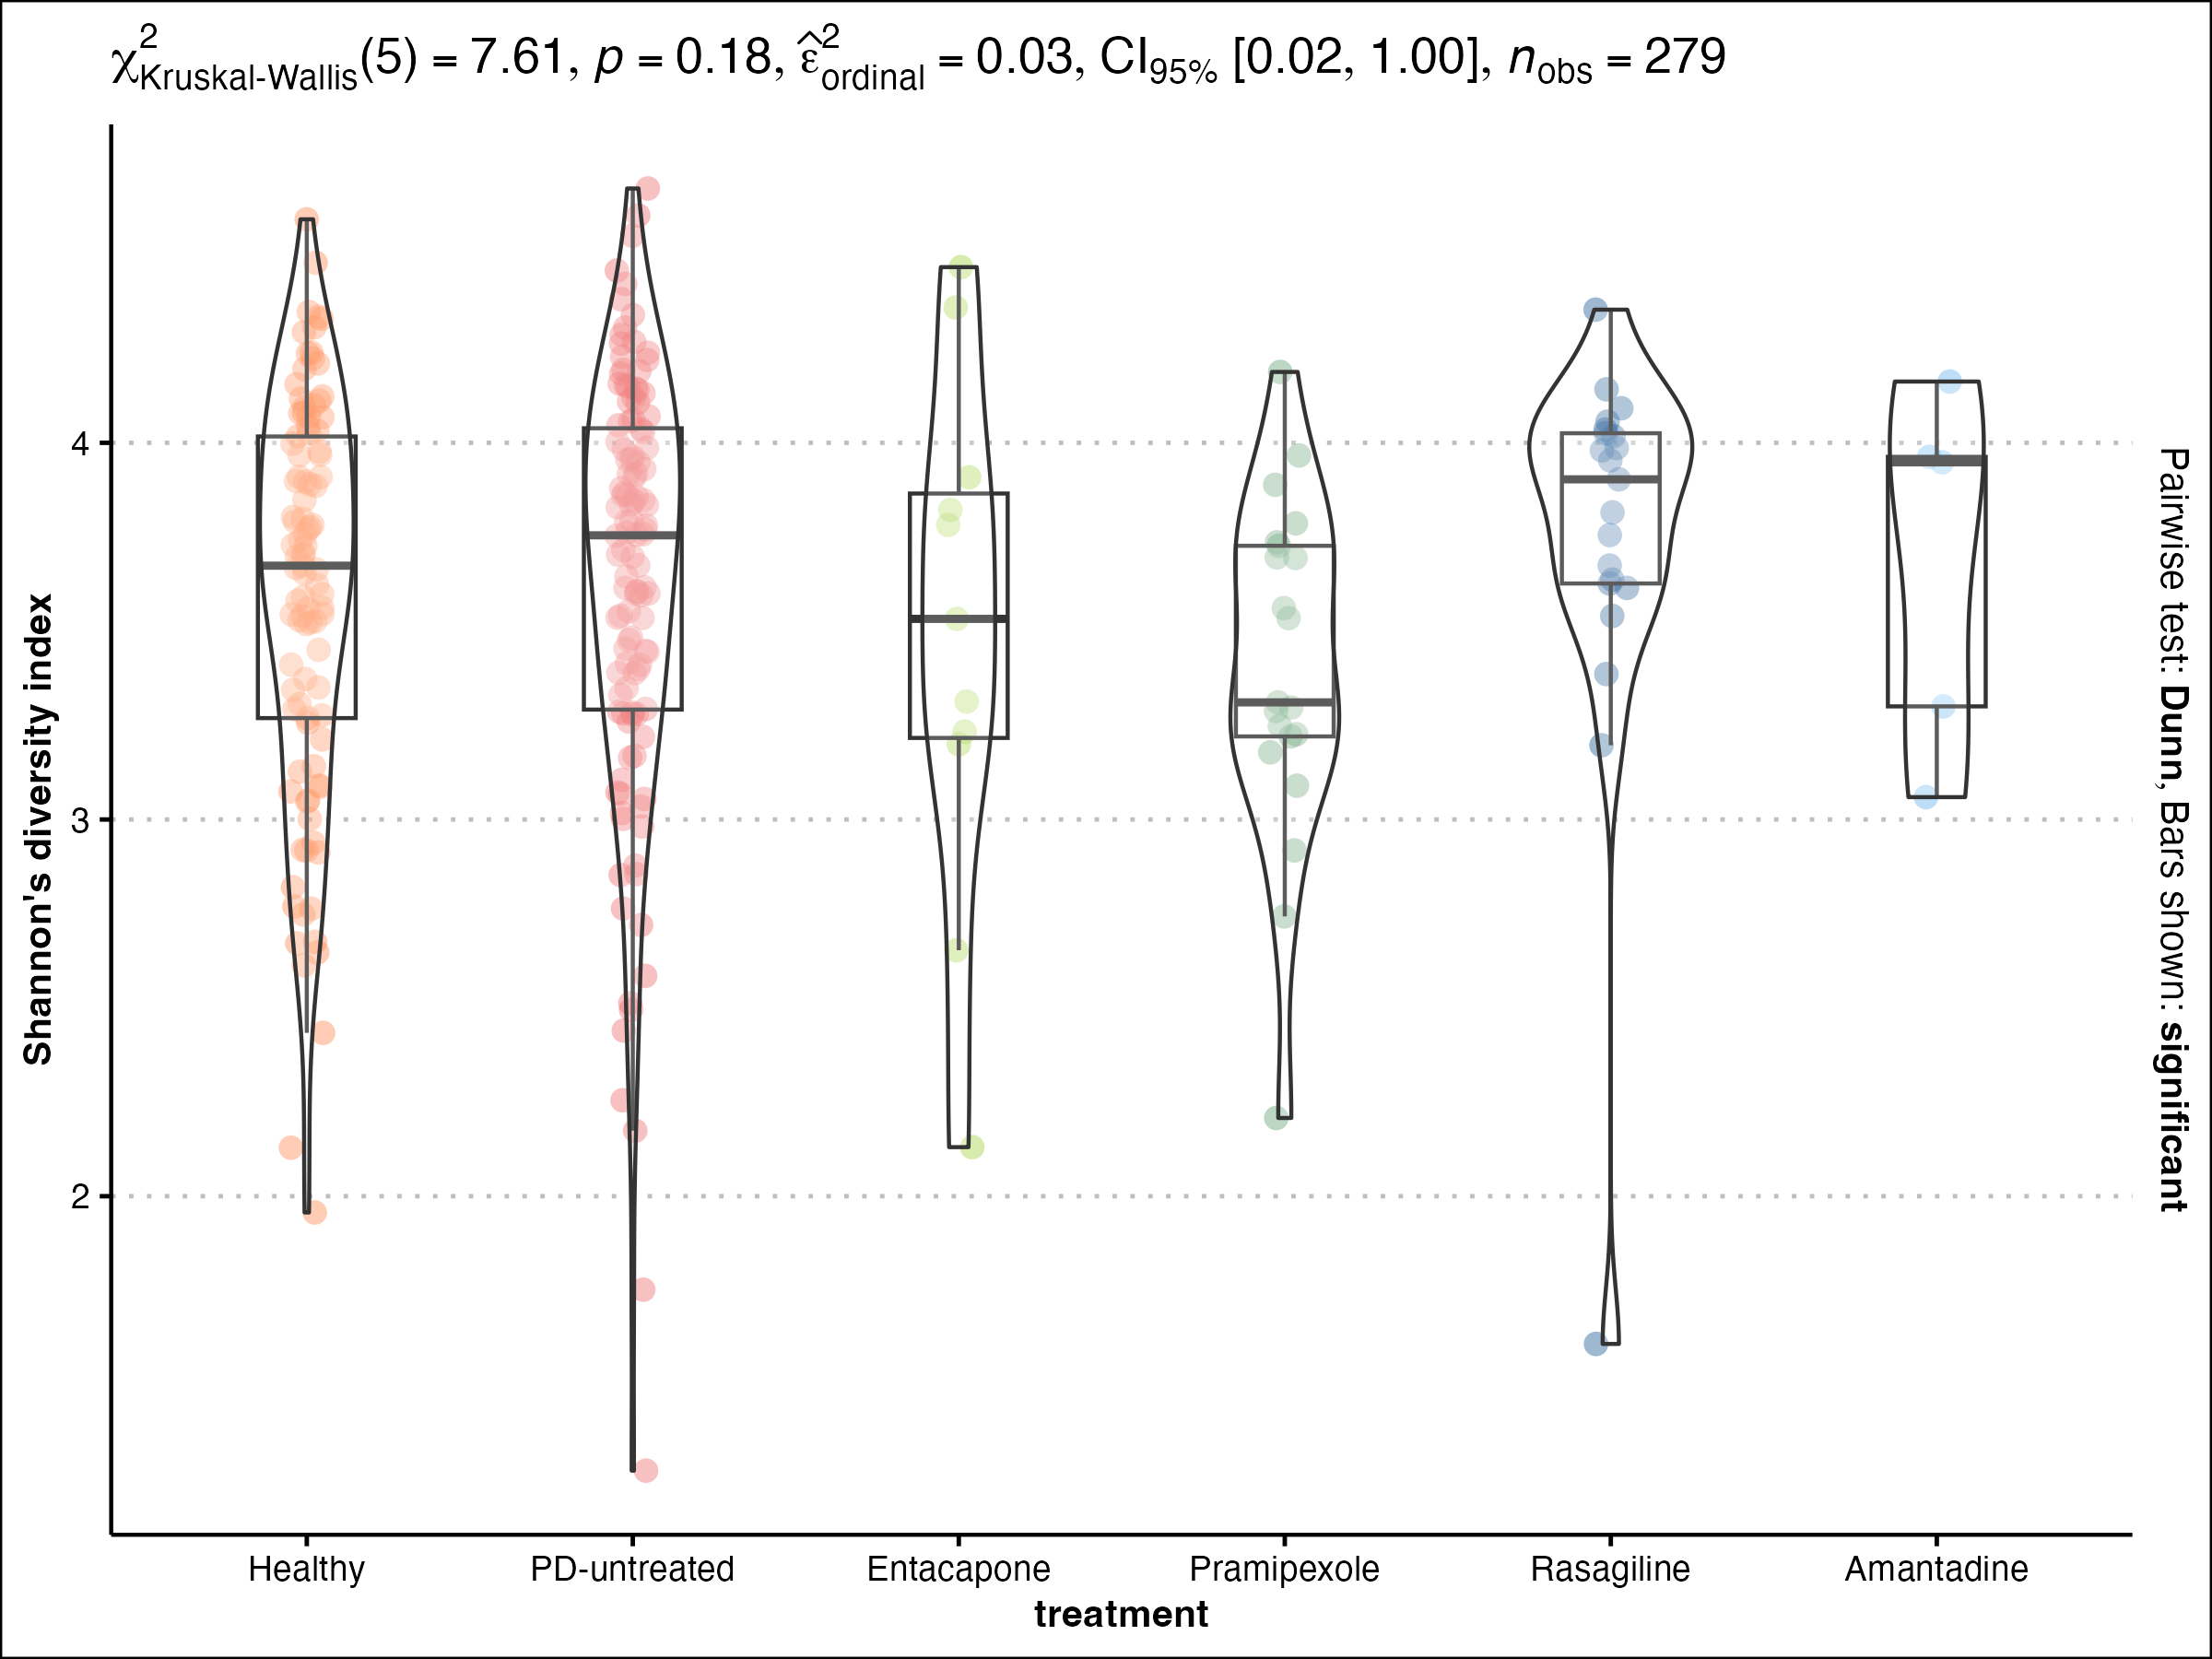 χ²Kruskal-Wallis(5) = 7.61, p = 0.18, ε̂²ordinal = 0.03, CI95% [0.02, 1.00], nobs = 279
Shannon's diversity index
4
3
2
Healthy PD-untreated Entacapone Pramipexole Rasagiline Amantadine
treatment
Pairwise test: Dunn, Bars shown: significant